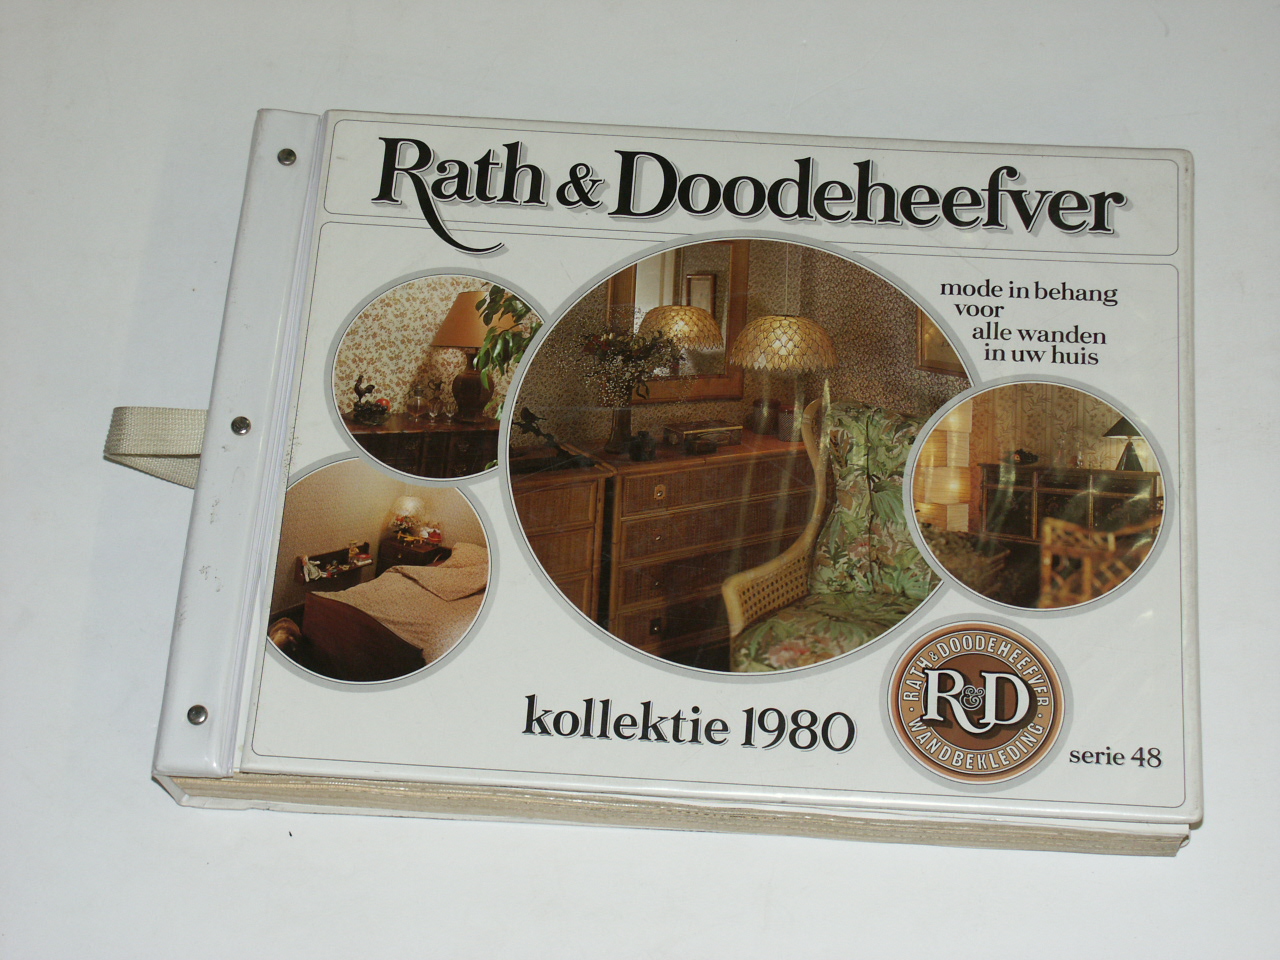 Rath & Doodeheefver
mode in behang
voor
alle wanden
in uw huis
kollektie 1980
RATH & DOODEHEEFVER
R&D
WANDBEKLEDING
serie 48